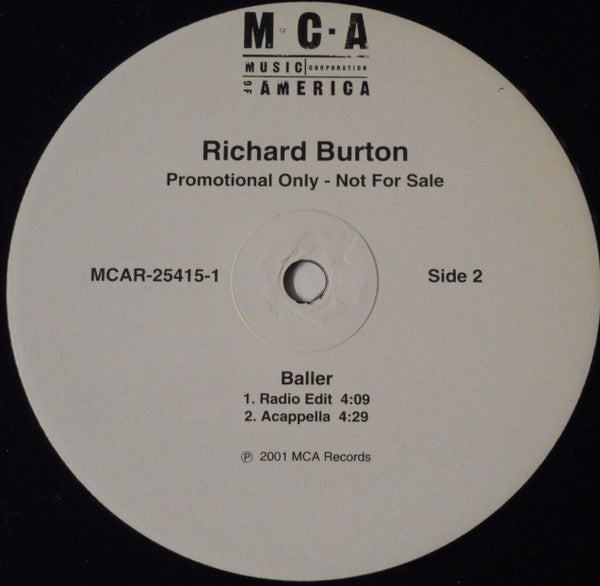 M·C·A
MUSIC CORPORATION
OF AMERICA
Richard Burton
Promotional Only - Not For Sale
MCAR-25415-1
Side 2
Baller
1. Radio Edit 4:09
2. Acappella 4:29
℗ 2001 MCA Records